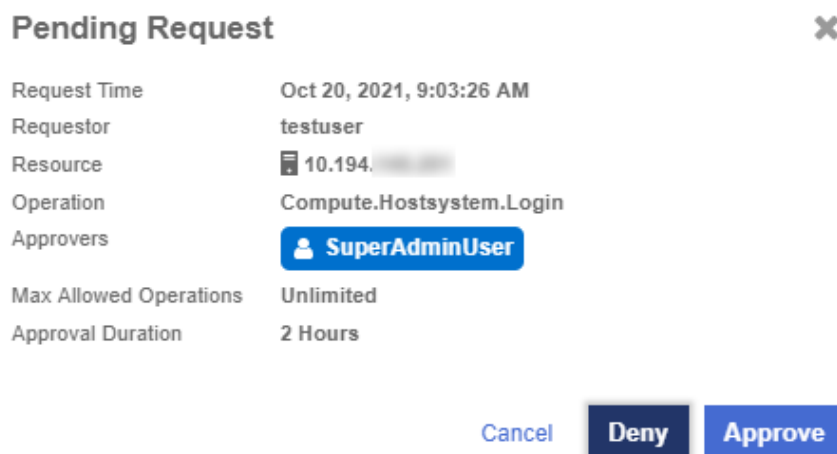 Pending Request
Request Time Oct 20, 2021, 9:03:26 AM
Requestor testuser
Resource 10.194.
Operation Compute.Hostsystem.Login
Approvers SuperAdminUser
Max Allowed Operations Unlimited
Approval Duration 2 Hours
Cancel Deny Approve